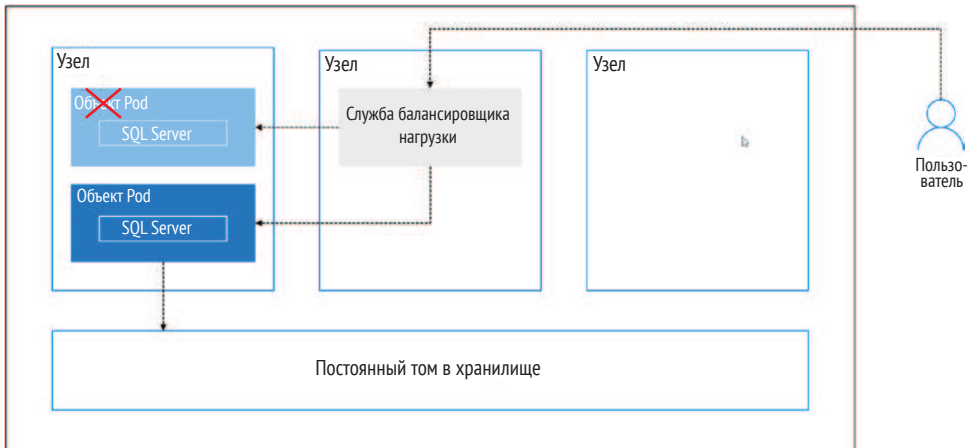 Узел
Объект Pod
SQL Server
Объект Pod
SQL Server
Узел
Служба балансировщика
нагрузки
Узел
Пользо-
ватель
Постоянный том в хранилище